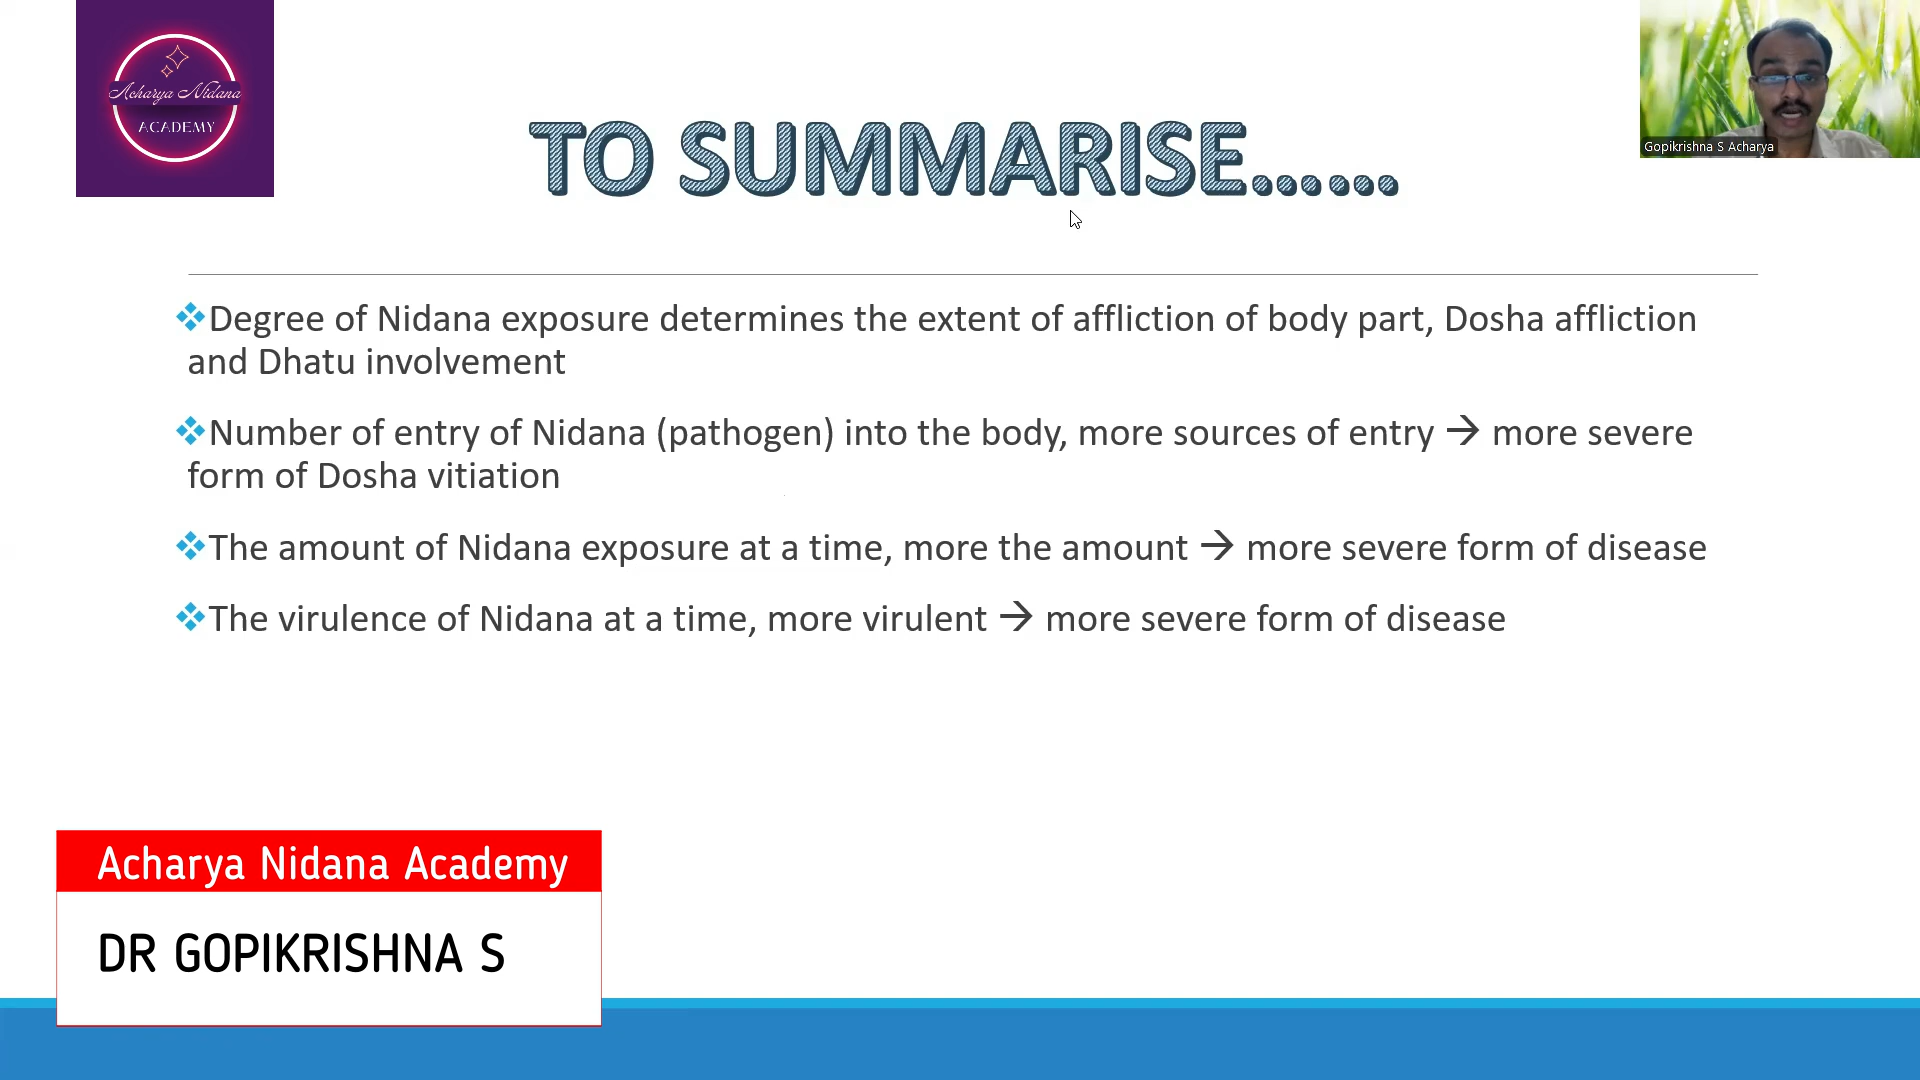 Acharya Nidana
ACADEMY
Gopikrishna S Acharya
TO SUMMARISE......
❖Degree of Nidana exposure determines the extent of affliction of body part, Dosha affliction
and Dhatu involvement
❖Number of entry of Nidana (pathogen) into the body, more sources of entry → more severe
form of Dosha vitiation
❖The amount of Nidana exposure at a time, more the amount → more severe form of disease
❖The virulence of Nidana at a time, more virulent → more severe form of disease
Acharya Nidana Academy
DR GOPIKRISHNA S